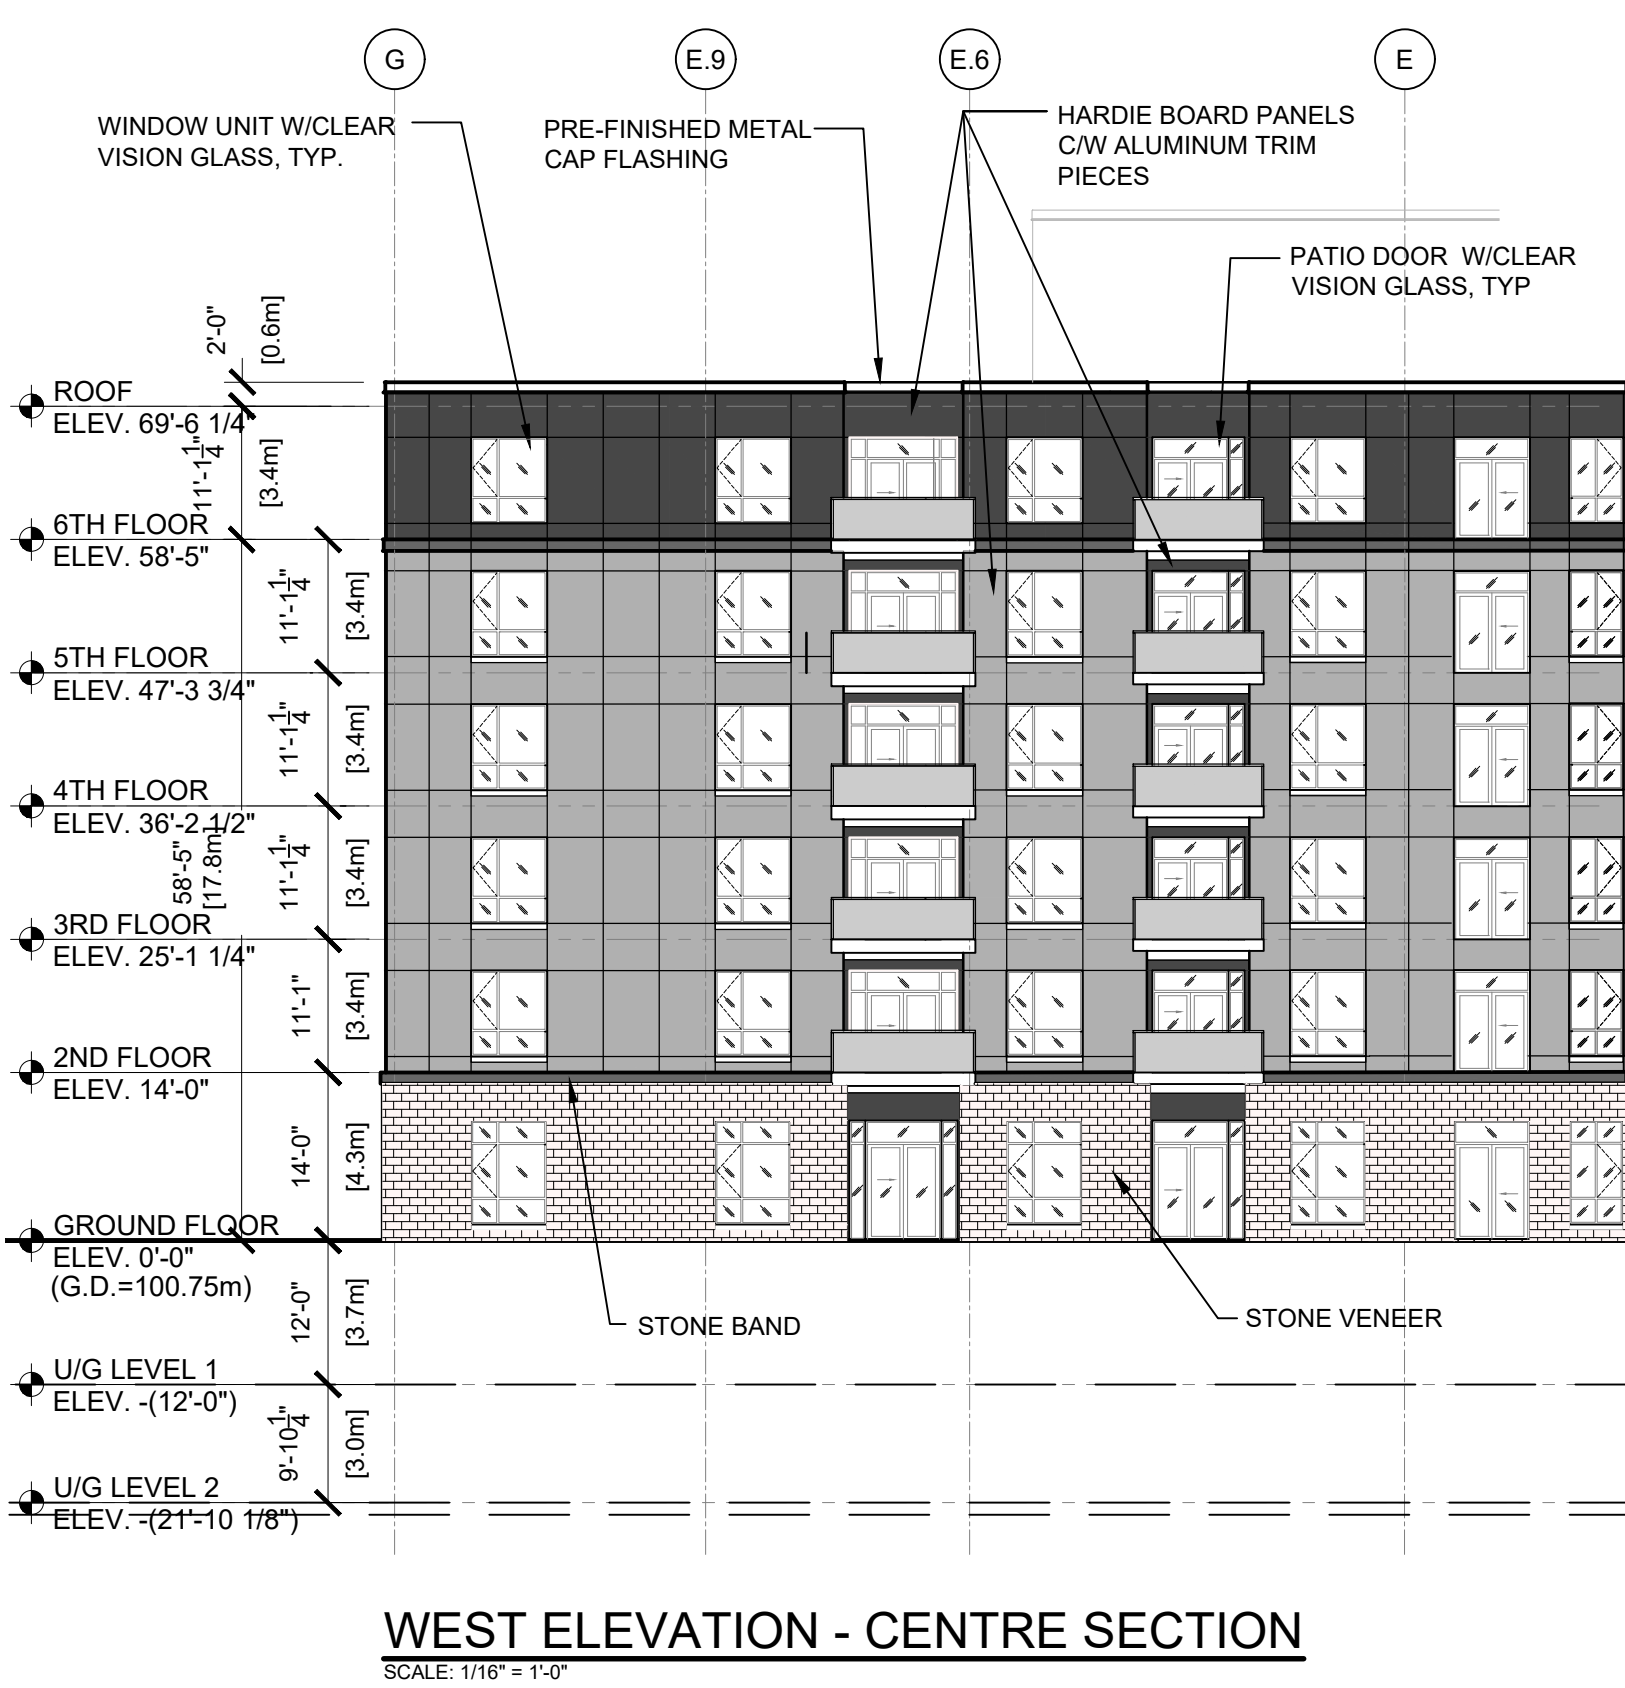 G
E.9
E.6
E
WINDOW UNIT W/CLEAR
VISION GLASS, TYP.
PRE-FINISHED METAL
CAP FLASHING
HARDIE BOARD PANELS
C/W ALUMINUM TRIM
PIECES
PATIO DOOR W/CLEAR
VISION GLASS, TYP
2'-0"
[0.6m]
ROOF
ELEV. 69'-6 1/4"
11'-1 1/4"
[3.4m]
6TH FLOOR
ELEV. 58'-5"
11'-1 1/4"
[3.4m]
5TH FLOOR
ELEV. 47'-3 3/4"
11'-1 1/4"
[3.4m]
4TH FLOOR
ELEV. 36'-2 1/2"
58'-5"
[17.8m]
11'-1 1/4"
[3.4m]
3RD FLOOR
ELEV. 25'-1 1/4"
11'-1"
[3.4m]
2ND FLOOR
ELEV. 14'-0"
14'-0"
[4.3m]
GROUND FLOOR
ELEV. 0'-0"
(G.D.=100.75m)
12'-0"
[3.7m]
STONE BAND
STONE VENEER
U/G LEVEL 1
ELEV. -(12'-0")
9'-10 1/4"
[3.0m]
U/G LEVEL 2
ELEV. -(21'-10 1/8")
WEST ELEVATION - CENTRE SECTION
SCALE: 1/16" = 1'-0"